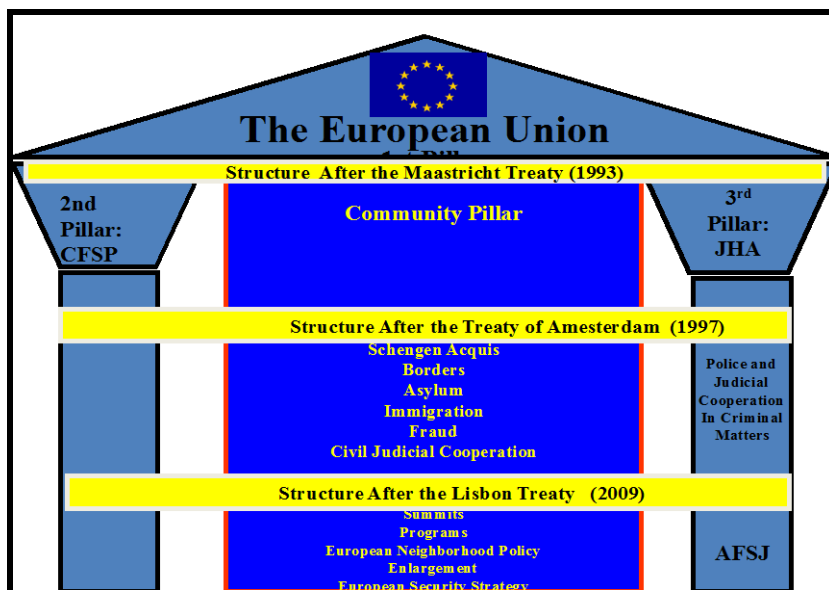 The European Union
Structure After the Maastricht Treaty (1993)
2nd
Pillar:
CFSP
Community Pillar
3rd
Pillar:
JHA
Structure After the Treaty of Amesterdam (1997)
Schengen Acquis
Borders
Asylum
Immigration
Fraud
Civil Judicial Cooperation
Police and
Judicial
Cooperation
In Criminal
Matters
Structure After the Lisbon Treaty (2009)
Summits
Programs
European Neighborhood Policy
Enlargement
European Security Strategy
AFSJ